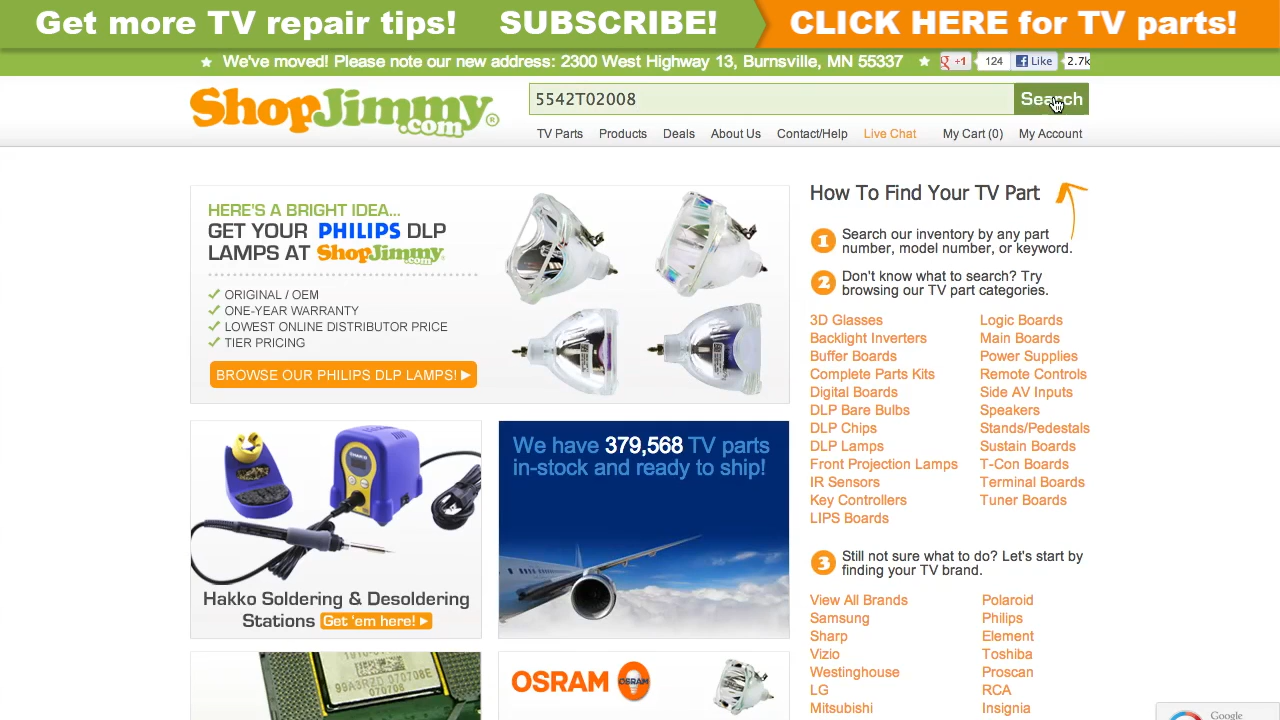 Get more TV repair tips! SUBSCRIBE! CLICK HERE for TV parts!
We've moved! Please note our new address: 2300 West Highway 13, Burnsville, MN 55337
+1 124 Like 2.7k
ShopJimmy.com®
5542T02008 Search
TV Parts Products Deals About Us Contact/Help Live Chat My Cart (0) My Account
HERE'S A BRIGHT IDEA...
GET YOUR PHILIPS DLP
LAMPS AT ShopJimmy.com
ORIGINAL / OEM
ONE-YEAR WARRANTY
LOWEST ONLINE DISTRIBUTOR PRICE
TIER PRICING
BROWSE OUR PHILIPS DLP LAMPS!
Hakko Soldering & Desoldering
Stations Get 'em here!
We have 379,568 TV parts
in-stock and ready to ship!
99A8RZD 070708E
070708
OSRAM
OSRAM
How To Find Your TV Part
1 Search our inventory by any part
number, model number, or keyword.
2 Don't know what to search? Try
browsing our TV part categories.
3D Glasses
Backlight Inverters
Buffer Boards
Complete Parts Kits
Digital Boards
DLP Bare Bulbs
DLP Chips
DLP Lamps
Front Projection Lamps
IR Sensors
Key Controllers
LIPS Boards
Logic Boards
Main Boards
Power Supplies
Remote Controls
Side AV Inputs
Speakers
Stands/Pedestals
Sustain Boards
T-Con Boards
Terminal Boards
Tuner Boards
3 Still not sure what to do? Let's start by
finding your TV brand.
View All Brands
Samsung
Sharp
Vizio
Westinghouse
LG
Mitsubishi
Polaroid
Philips
Element
Toshiba
Proscan
RCA
Insignia
Google